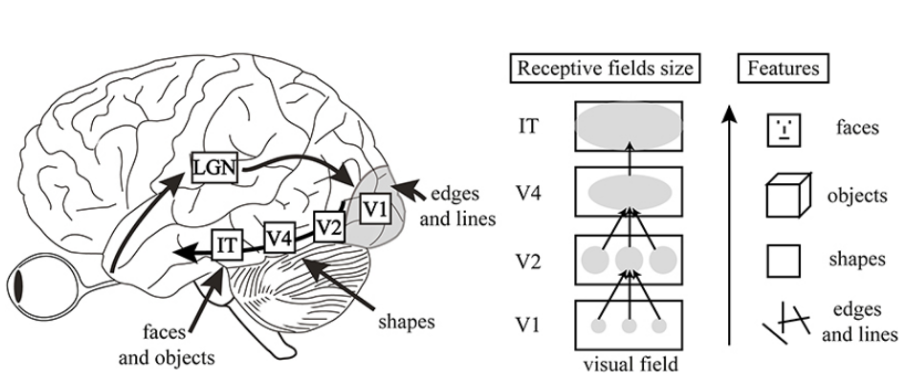 LGN
V1
V2
V4
IT
edges
and lines
shapes
faces
and objects
Receptive fields size
IT
V4
V2
V1
visual field
Features
faces
objects
shapes
edges
and lines